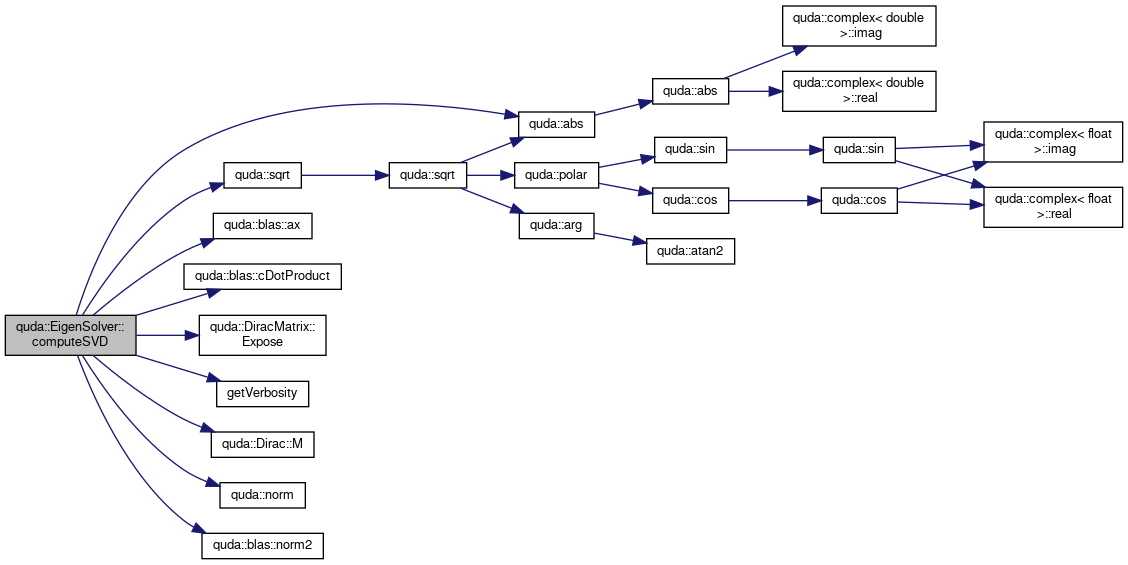 quda::EigenSolver::
computeSVD
quda::abs
quda::sqrt
quda::blas::ax
quda::blas::cDotProduct
quda::DiracMatrix::
Expose
getVerbosity
quda::Dirac::M
quda::norm
quda::blas::norm2
quda::sqrt
quda::polar
quda::arg
quda::abs
quda::sin
quda::cos
quda::atan2
quda::complex< double
>::imag
quda::complex< double
>::real
quda::sin
quda::cos
quda::complex< float
>::imag
quda::complex< float
>::real